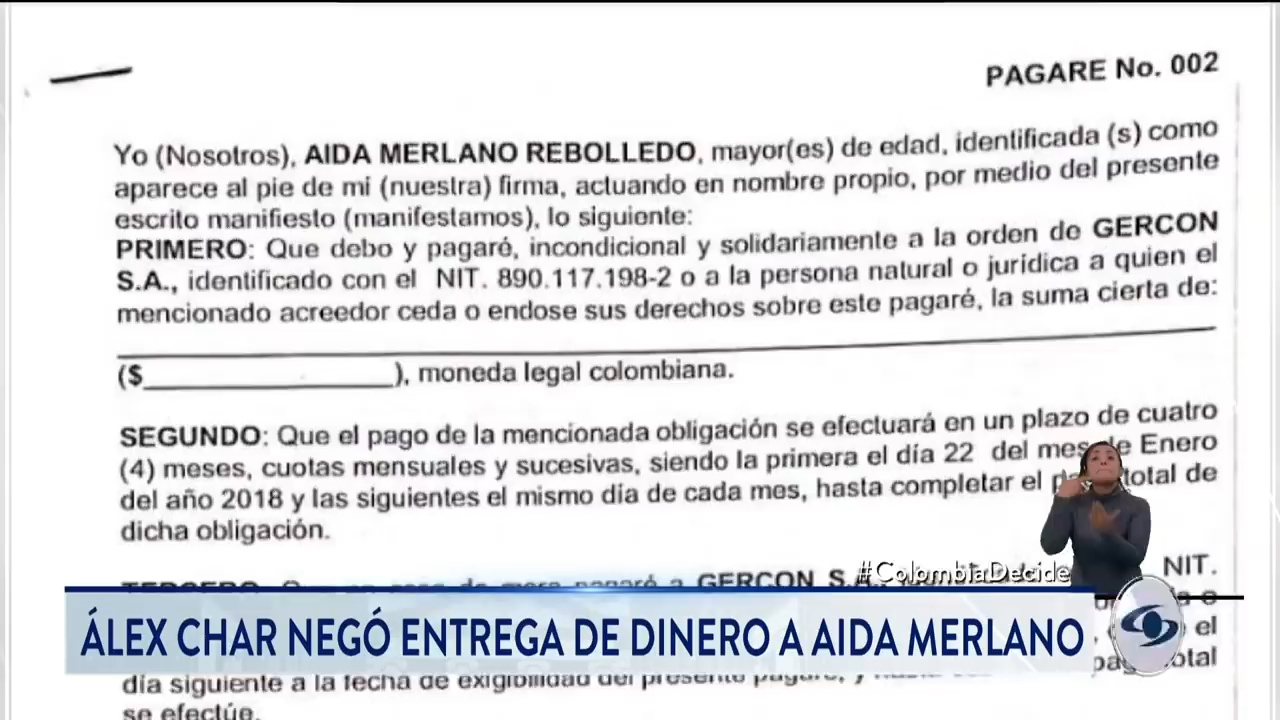 PAGARE No. 002
Yo (Nosotros), AIDA MERLANO REBOLLEDO, mayor(es) de edad, identificada (s) como
aparece al pie de mi (nuestra) firma, actuando en nombre propio, por medio del presente
escrito manifiesto (manifestamos), lo siguiente:
PRIMERO: Que debo y pagaré, incondicional y solidariamente a la orden de GERCON
S.A., identificado con el NIT. 890.117.198-2 o a la persona natural o jurídica a quien el
mencionado acreedor ceda o endose sus derechos sobre este pagaré, la suma cierta de:
($____________________), moneda legal colombiana.
SEGUNDO: Que el pago de la mencionada obligación se efectuará en un plazo de cuatro
(4) meses, cuotas mensuales y sucesivas, siendo la primera el día 22 del mes de Enero
del año 2018 y las siguientes el mismo día de cada mes, hasta completar el total de
dicha obligación.
TERCERO: pagaré a GERCON S.A., NIT.
#ColombiaDecide
ÁLEX CHAR NEGÓ ENTREGA DE DINERO A AIDA MERLANO
el
día siguiente a la fecha de exigibilidad del presente pagaré, y
se efectúe.